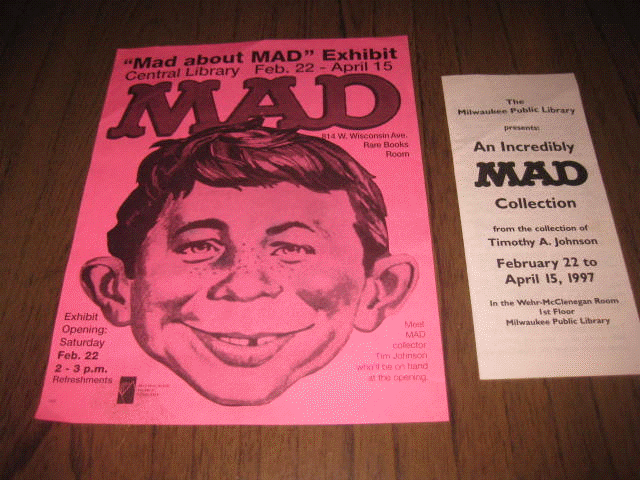 "Mad about MAD" Exhibit
Central Library Feb. 22 - April 15
MAD
814 W. Wisconsin Ave.
Rare Books
Room
Exhibit
Opening:
Saturday
Feb. 22
2 - 3 p.m.
Refreshments
Meet
MAD
collector
Tim Johnson
who'll be on hand
at the opening.
The
Milwaukee Public Library
presents:
An Incredibly
MAD
Collection
from the collection of
Timothy A. Johnson
February 22 to
April 15, 1997
In the Wehr-McClenegan Room
1st Floor
Milwaukee Public Library